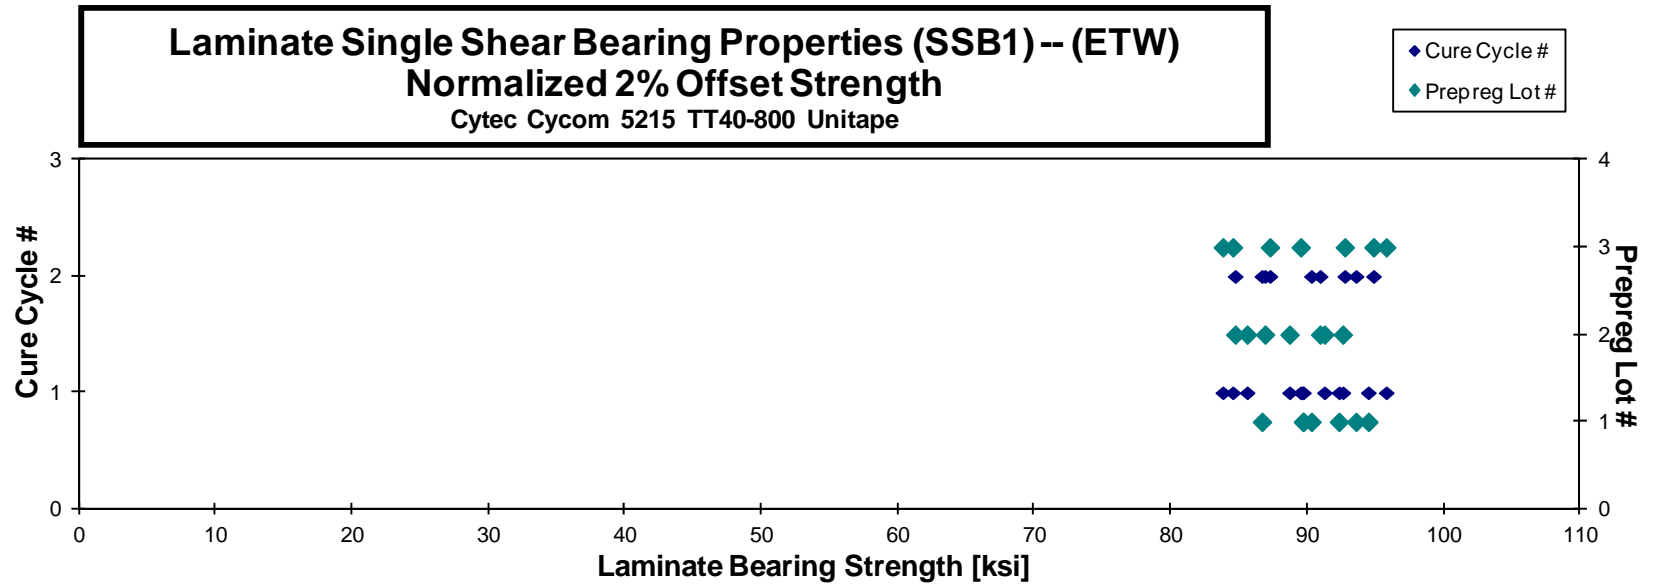 Laminate Single Shear Bearing Properties (SSB1) -- (ETW)
Normalized 2% Offset Strength
Cytec Cycom 5215 TT40-800 Unitape
Cure Cycle #
Prepreg Lot #
3
2
1
0
Cure Cycle #
4
3
2
1
0
Prepreg Lot #
0 10 20 30 40 50 60 70 80 90 100 110
Laminate Bearing Strength [ksi]